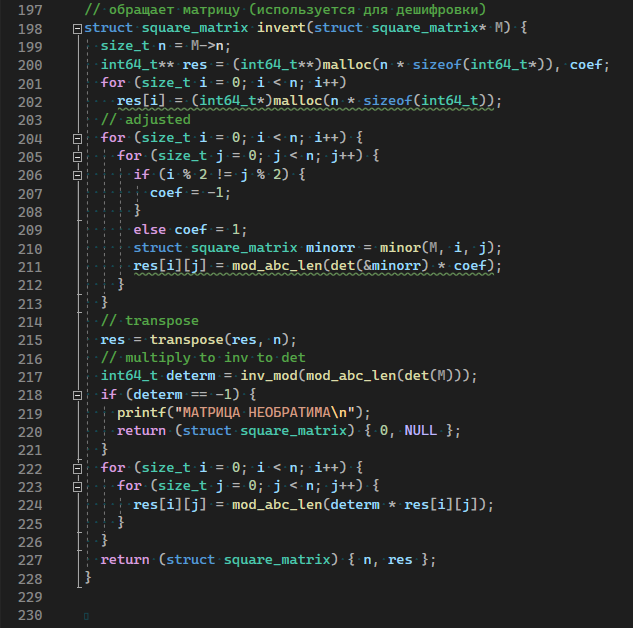 197 // обращает матрицу (используется для дешифровки)
198 struct square_matrix invert(struct square_matrix* M) {
199 size_t n = M->n;
200 int64_t** res = (int64_t**)malloc(n * sizeof(int64_t*)), coef;
201 for (size_t i = 0; i < n; i++)
202 res[i] = (int64_t*)malloc(n * sizeof(int64_t));
203 // adjusted
204 for (size_t i = 0; i < n; i++) {
205 for (size_t j = 0; j < n; j++) {
206 if (i % 2 != j % 2) {
207 coef = -1;
208 }
209 else coef = 1;
210 struct square_matrix minorr = minor(M, i, j);
211 res[i][j] = mod_abc_len(det(&minorr) * coef);
212 }
213 }
214 // transpose
215 res = transpose(res, n);
216 // multiply to inv to det
217 int64_t determ = inv_mod(mod_abc_len(det(M)));
218 if (determ == -1) {
219 printf("МАТРИЦА НЕОБРАТИМА\n");
220 return (struct square_matrix) { 0, NULL };
221 }
222 for (size_t i = 0; i < n; i++) {
223 for (size_t j = 0; j < n; j++) {
224 res[i][j] = mod_abc_len(determ * res[i][j]);
225 }
226 }
227 return (struct square_matrix) { n, res };
228 }
229
230